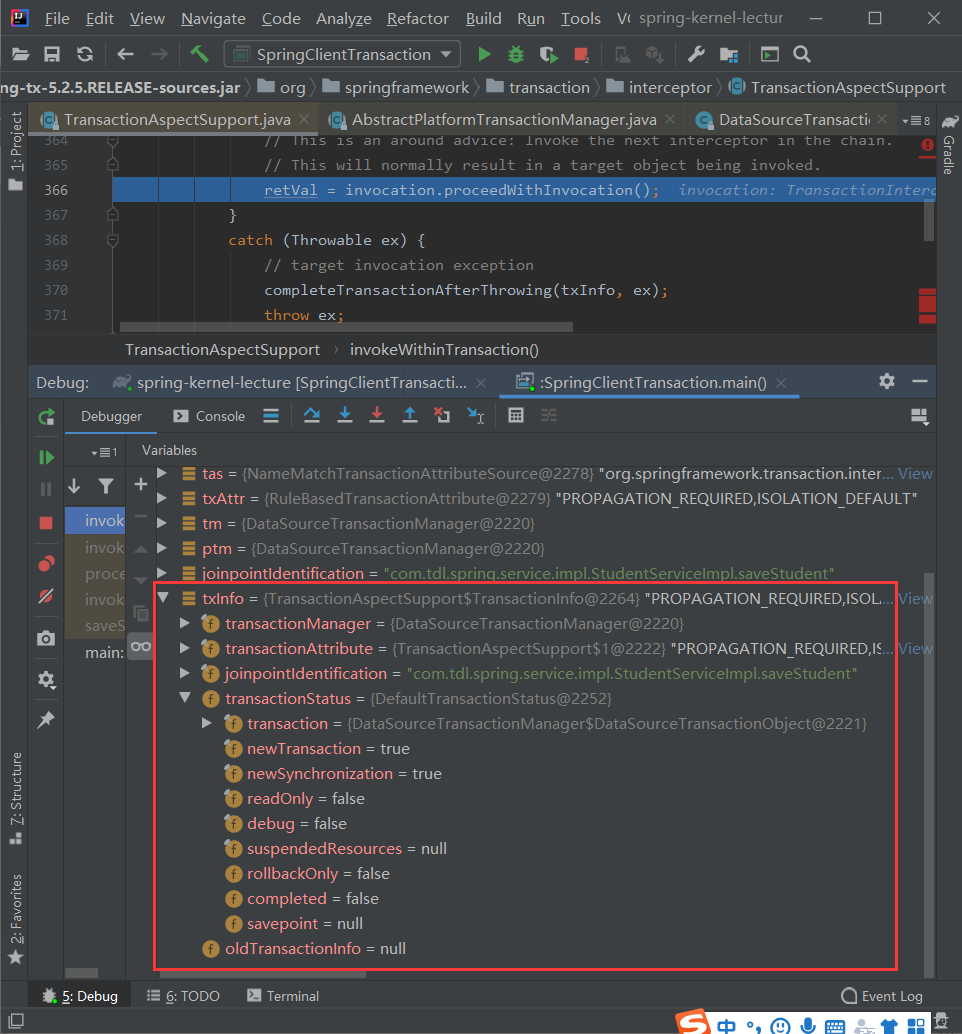 File Edit View Navigate Code Analyze Refactor Build Run Tools VC spring-kernel-lectur
SpringClientTransaction
ng-tx-5.2.5.RELEASE-sources.jar org springframework transaction interceptor TransactionAspectSupport
TransactionAspectSupport.java AbstractPlatformTransactionManager.java DataSourceTransacti 8
1: Project
Gradle
364 // This is an around advice: Invoke the next interceptor in the chain.
365 // This will normally result in a target object being invoked.
366 retVal = invocation.proceedWithInvocation(); invocation: TransactionInterc
367 }
368 catch (Throwable ex) {
369 // target invocation exception
370 completeTransactionAfterThrowing(txInfo, ex);
371 throw ex;
TransactionAspectSupport › invokeWithinTransaction()
Debug: spring-kernel-lecture [SpringClientTransacti... :SpringClientTransaction.main()
Debugger Console
1 Variables
invok
invok
proce
invok
saveS
main:
tas = {NameMatchTransactionAttributeSource@2278} "org.springframework.transaction.inter... View
txAttr = {RuleBasedTransactionAttribute@2279} "PROPAGATION_REQUIRED,ISOLATION_DEFAULT"
tm = {DataSourceTransactionManager@2220}
ptm = {DataSourceTransactionManager@2220}
joinpointIdentification = "com.tdl.spring.service.impl.StudentServiceImpl.saveStudent"
txInfo = {TransactionAspectSupport$TransactionInfo@2264} "PROPAGATION_REQUIRED,ISOL... View
transactionManager = {DataSourceTransactionManager@2220}
transactionAttribute = {TransactionAspectSupport$1@2222} "PROPAGATION_REQUIRED,IS... View
joinpointIdentification = "com.tdl.spring.service.impl.StudentServiceImpl.saveStudent"
transactionStatus = {DefaultTransactionStatus@2252}
transaction = {DataSourceTransactionManager$DataSourceTransactionObject@2221}
newTransaction = true
newSynchronization = true
readOnly = false
debug = false
suspendedResources = null
rollbackOnly = false
completed = false
savepoint = null
oldTransactionInfo = null
7: Structure
2: Favorites
5: Debug 6: TODO Terminal Event Log
中